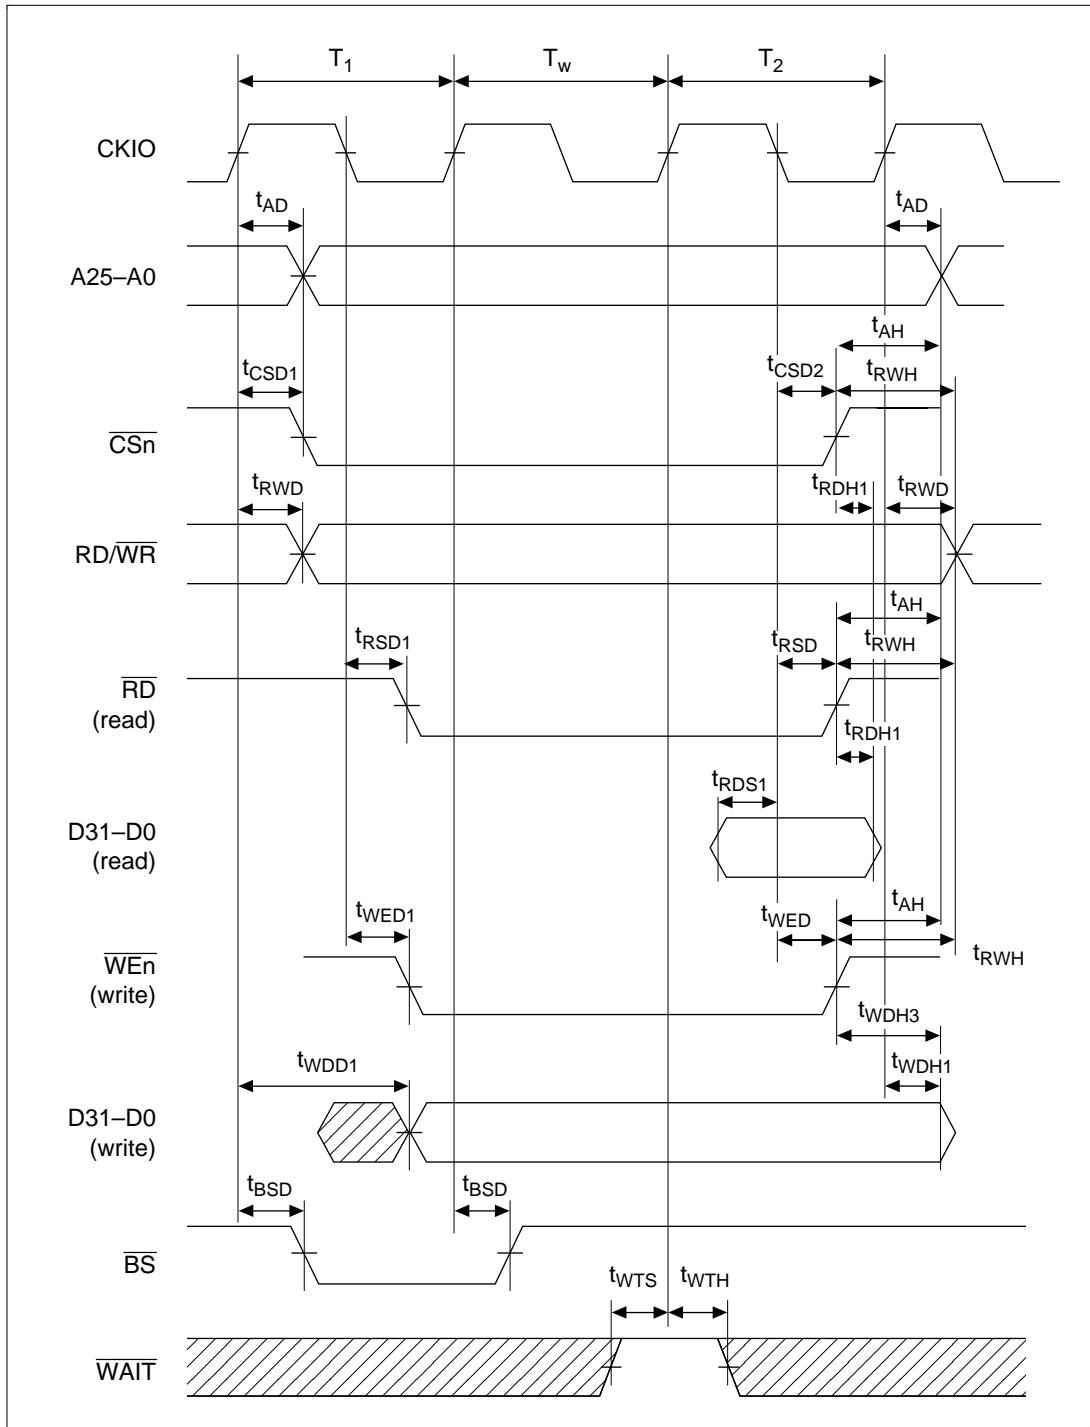 T1 Tw T2
CKIO
tAD tAD
A25–A0
tAH
tCSD1 tCSD2 tRWH
CSn
tRDH1
tRWD tRWD
RD/WR
tAH
tRSD1 tRSD tRWH
RD
(read)
tRDH1
tRDS1
D31–D0
(read)
tAH
tWED1 tWED
tRWH
WEn
(write)
tWDH3
tWDD1 tWDH1
D31–D0
(write)
tBSD tBSD
BS
tWTS tWTH
WAIT